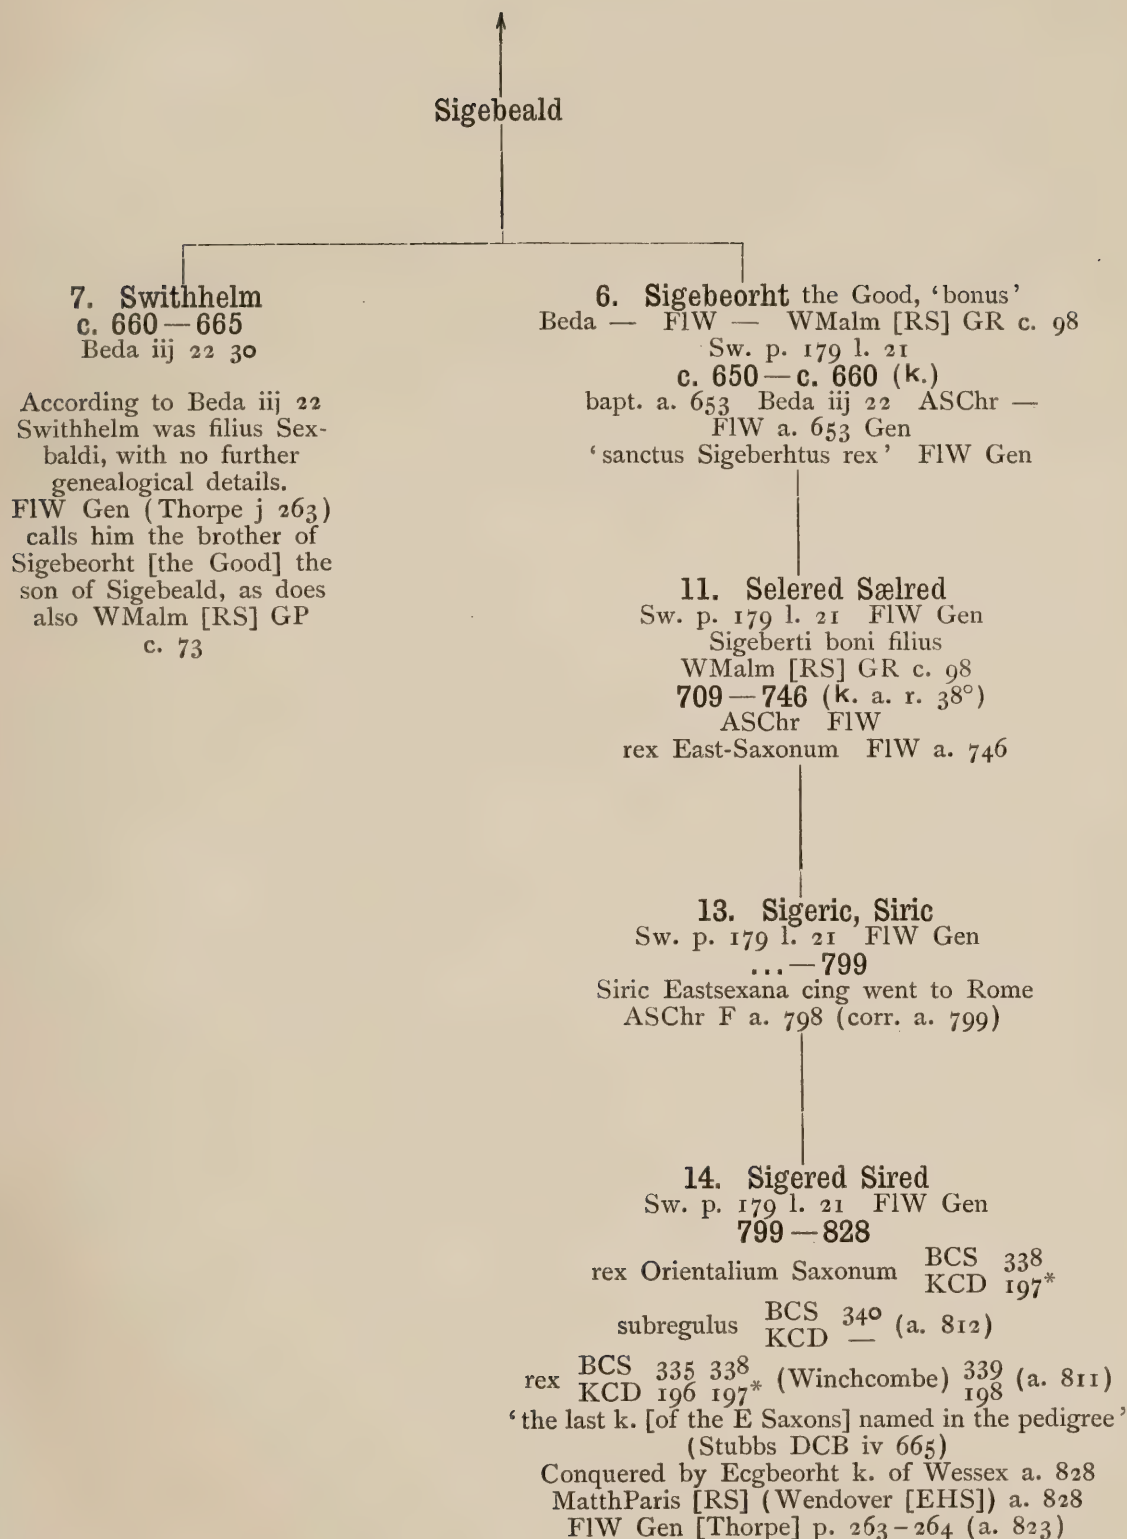 Sigebeald
7. Swithhelm
c. 660—665
Beda iij 22 30
According to Beda iij 22
Swithhelm was filius Sex-
baldi, with no further
genealogical details.
FlW Gen (Thorpe j 263)
calls him the brother of
Sigebeorht [the Good] the
son of Sigebeald, as does
also WMalm [RS] GP
c. 73
6. Sigebeorht the Good, ‘bonus’
Beda — FlW — WMalm [RS] GR c. 98
Sw. p. 179 l. 21
c. 650—c. 660 (k.)
bapt. a. 653 Beda iij 22 ASChr —
FlW a. 653 Gen
‘sanctus Sigeberhtus rex’ FlW Gen
11. Selered Sælred
Sw. p. 179 l. 21 FlW Gen
Sigeberti boni filius
WMalm [RS] GR c. 98
709—746 (k. a. r. 38°)
ASChr FlW
rex East-Saxonum FlW a. 746
13. Sigeric, Siric
Sw. p. 179 l. 21 FlW Gen
...—799
Siric Eastsexana cing went to Rome
ASChr F a. 798 (corr. a. 799)
14. Sigered Sired
Sw. p. 179 l. 21 FlW Gen
799—828
rex Orientalium Saxonum BCS 338
KCD 197*
subregulus BCS 340 (a. 812)
KCD —
rex BCS 335 338 (Winchcombe) 339 (a. 811)
KCD 196 197* 198
‘the last k. [of the E Saxons] named in the pedigree’
(Stubbs DCB iv 665)
Conquered by Ecgbeorht k. of Wessex a. 828
MatthParis [RS] (Wendover [EHS]) a. 828
FlW Gen [Thorpe] p. 263–264 (a. 823)